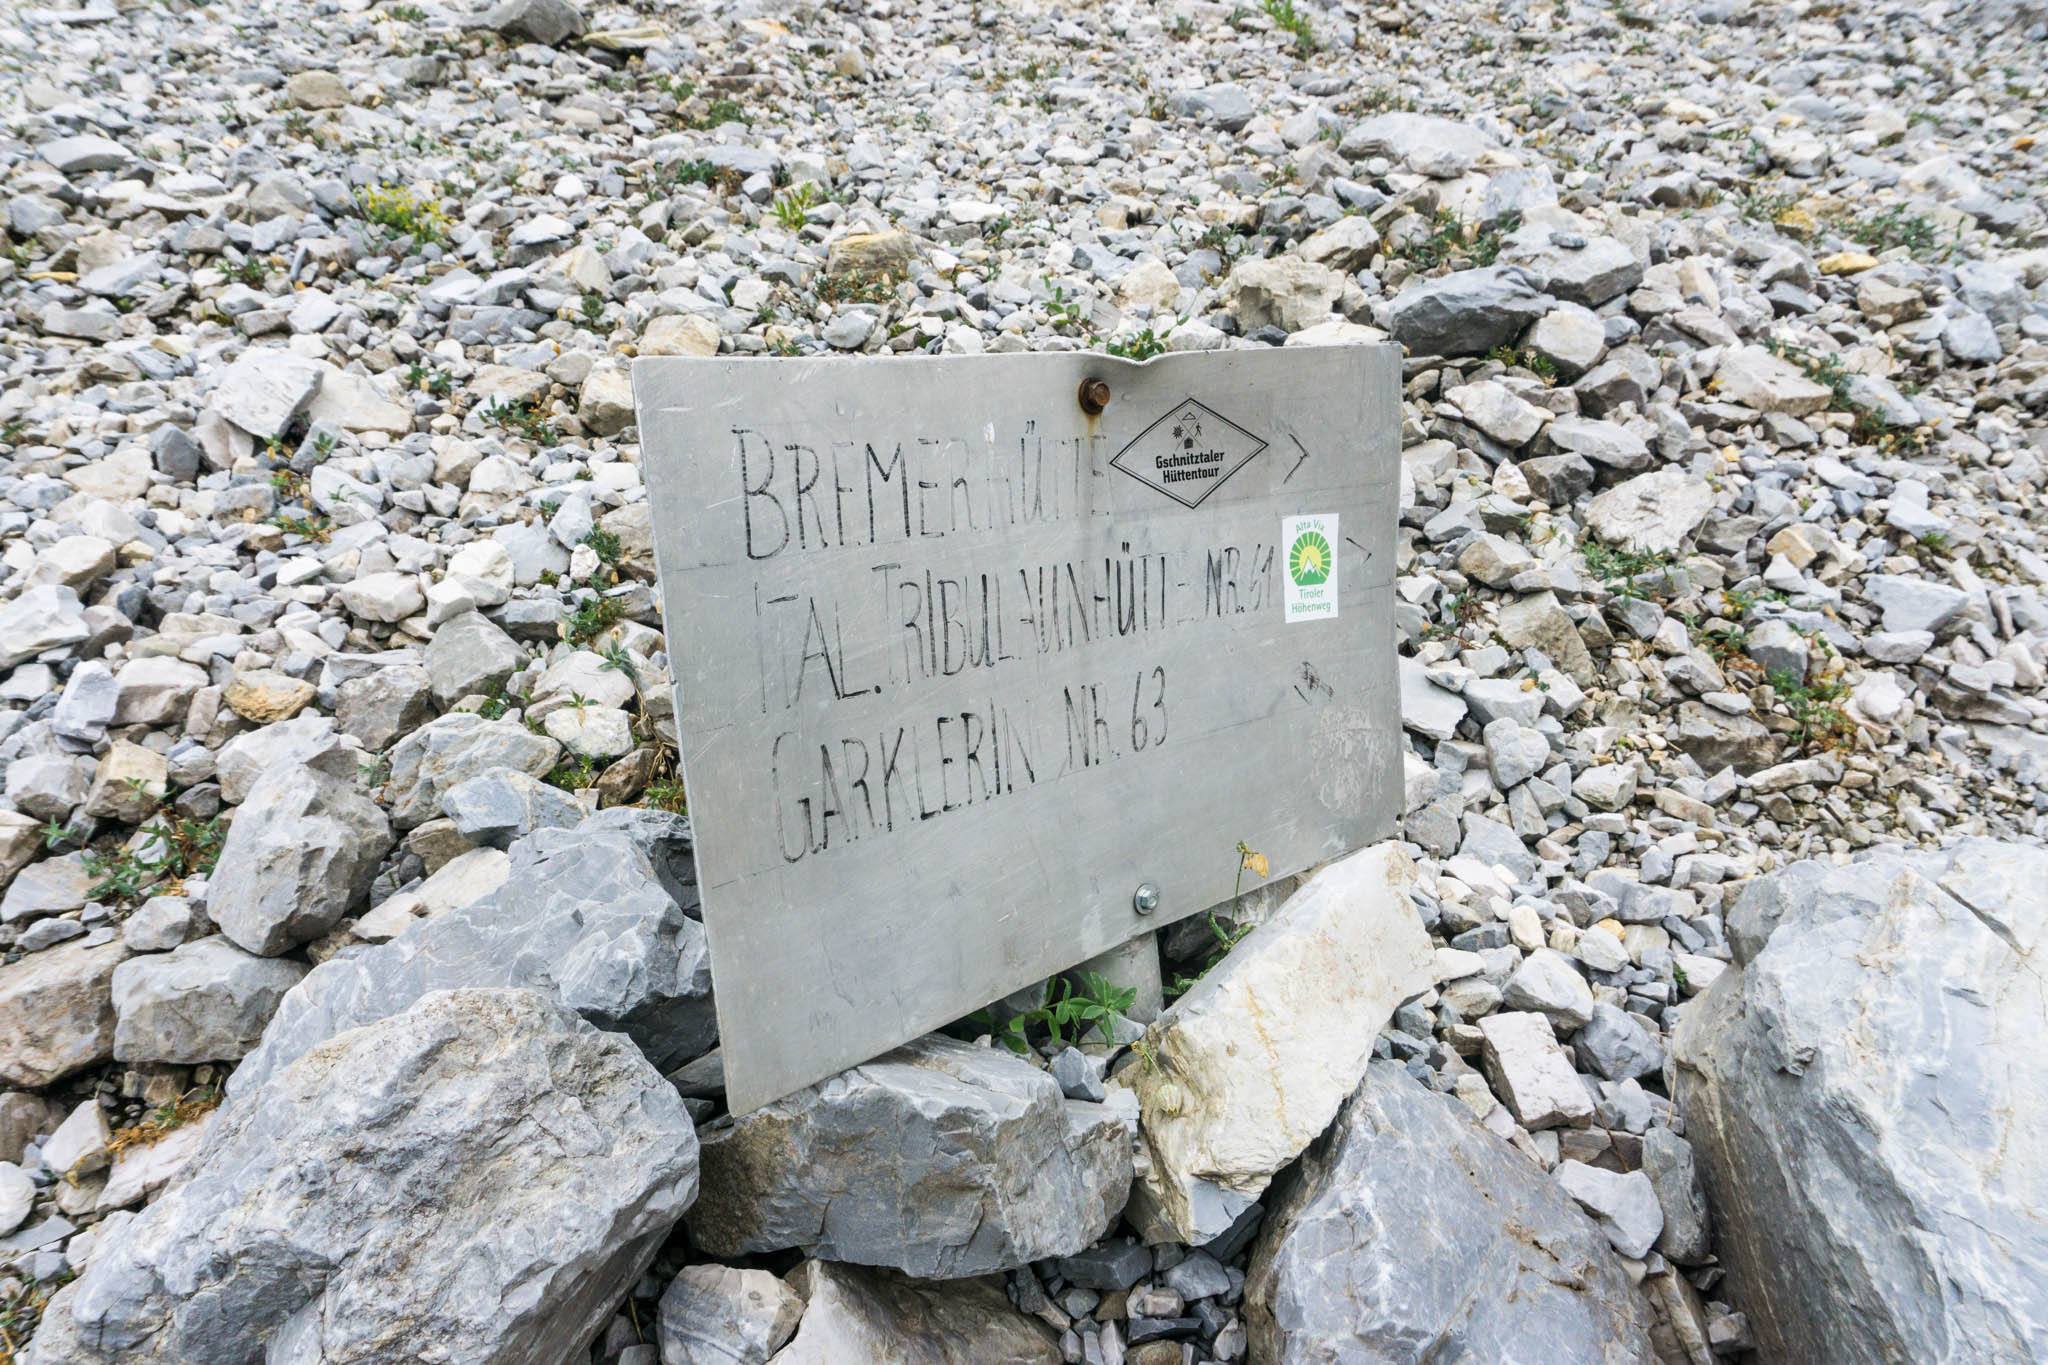 BREMERHÜTTE >
Gschnitztaler
Hüttentour
ITAL. TRIBULAUNHÜTTE NR. 61 >
Alta Via
Tiroler
Höhenweg
GARKLERIN NR. 63